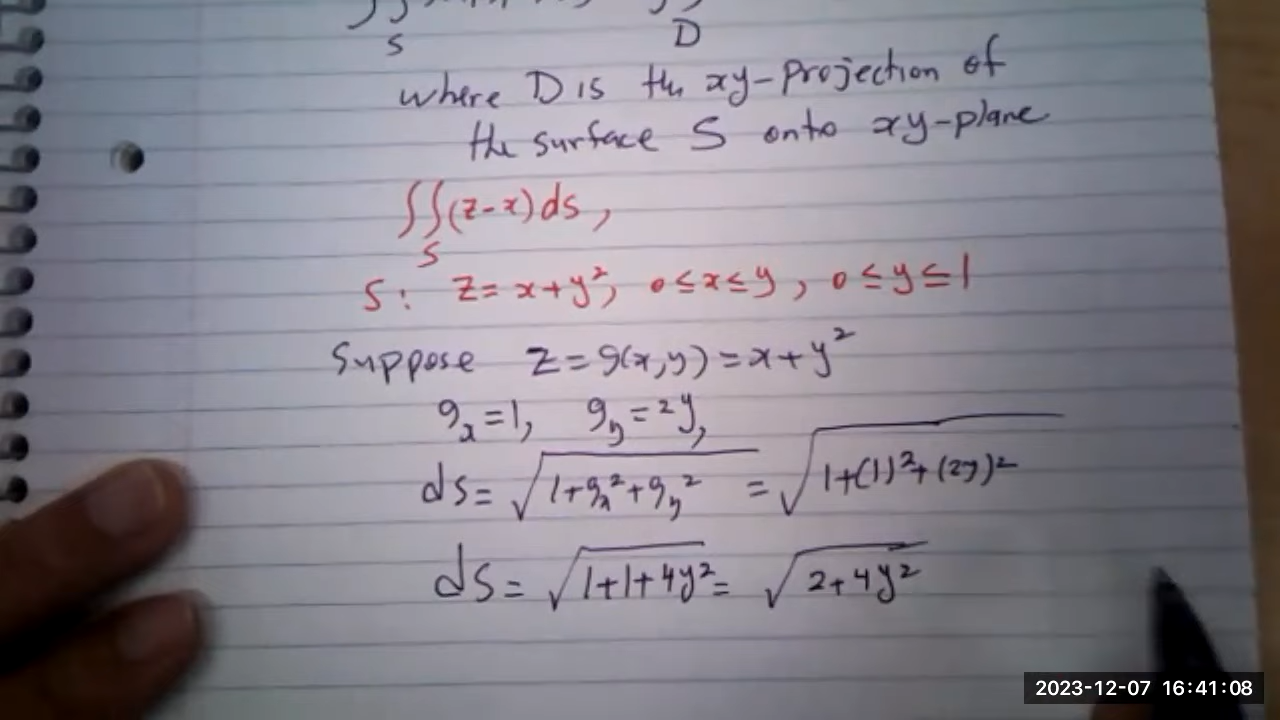 S D
where D is the xy-Projection of
the surface S onto xy-plane
∫∫(z-x)ds,
S
S: z=x+y², 0≤x≤y, 0≤y≤1
Suppose z=g(x,y)=x+y²
gₓ=1, g_y=2y,
ds=√(1+gₓ²+g_y²) =√(1+(1)²+(2y)²)
ds=√(1+1+4y²)= √(2+4y²)
2023-12-07 16:41:08